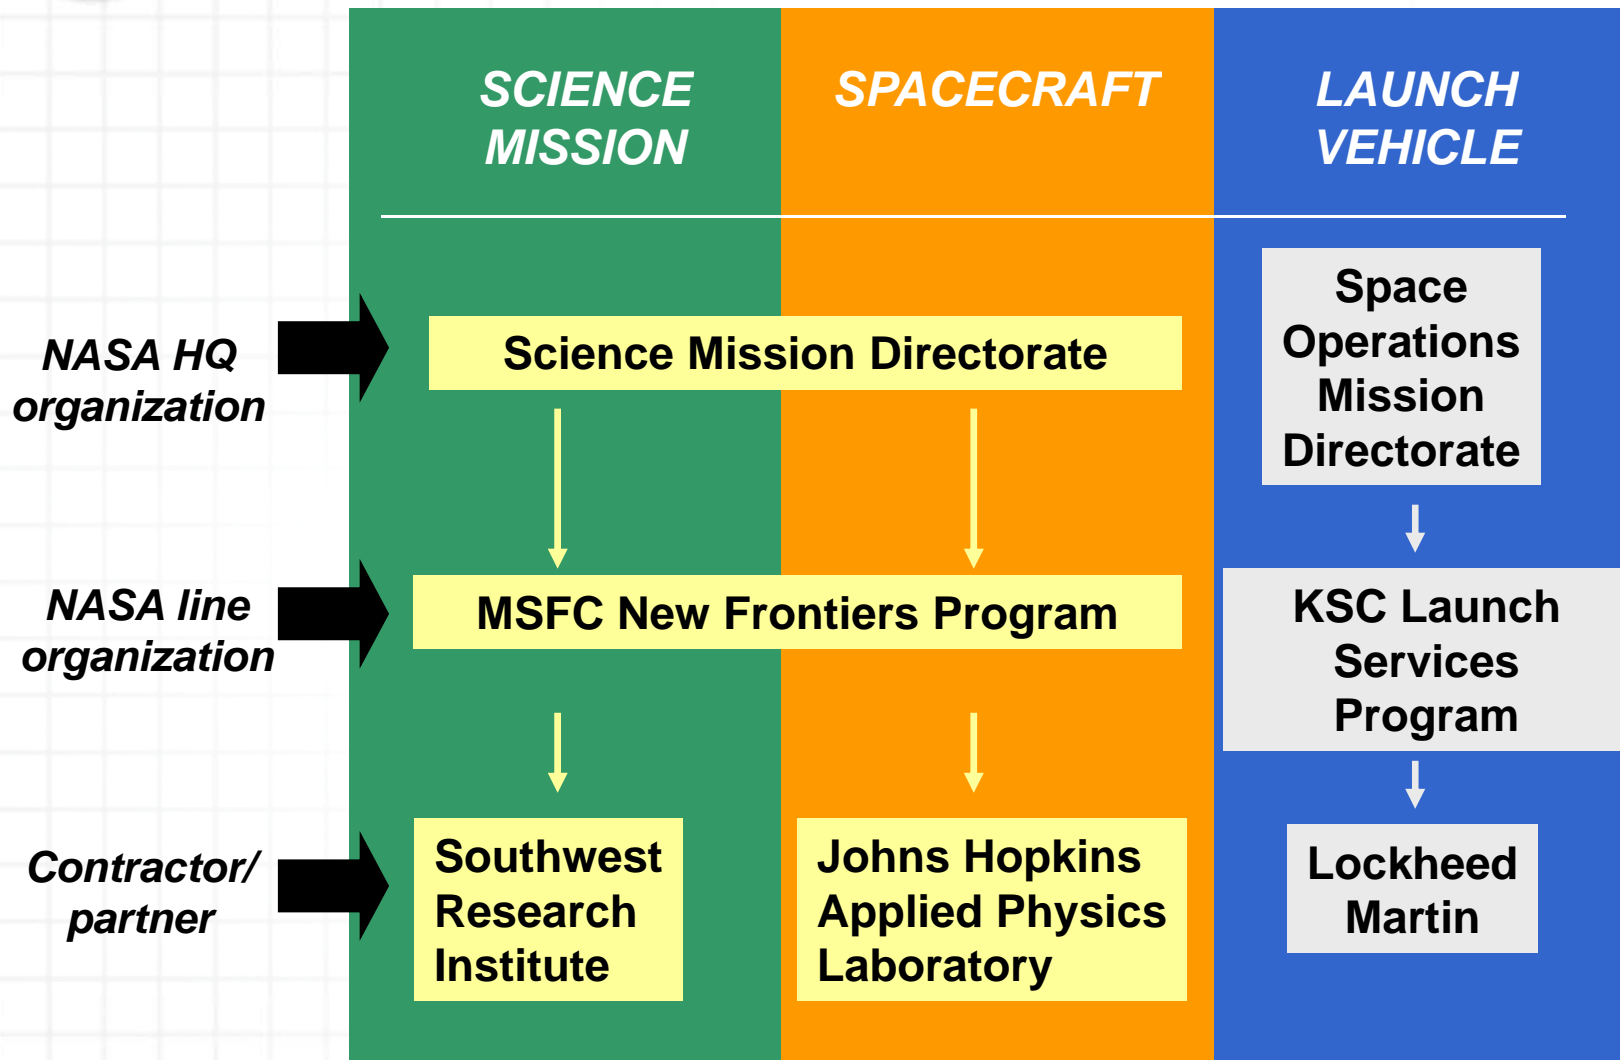 SCIENCE
MISSION
SPACECRAFT
LAUNCH
VEHICLE
NASA HQ
organization
Science Mission Directorate
Space
Operations
Mission
Directorate
NASA line
organization
MSFC New Frontiers Program
KSC Launch
Services
Program
Contractor/
partner
Southwest
Research
Institute
Johns Hopkins
Applied Physics
Laboratory
Lockheed
Martin